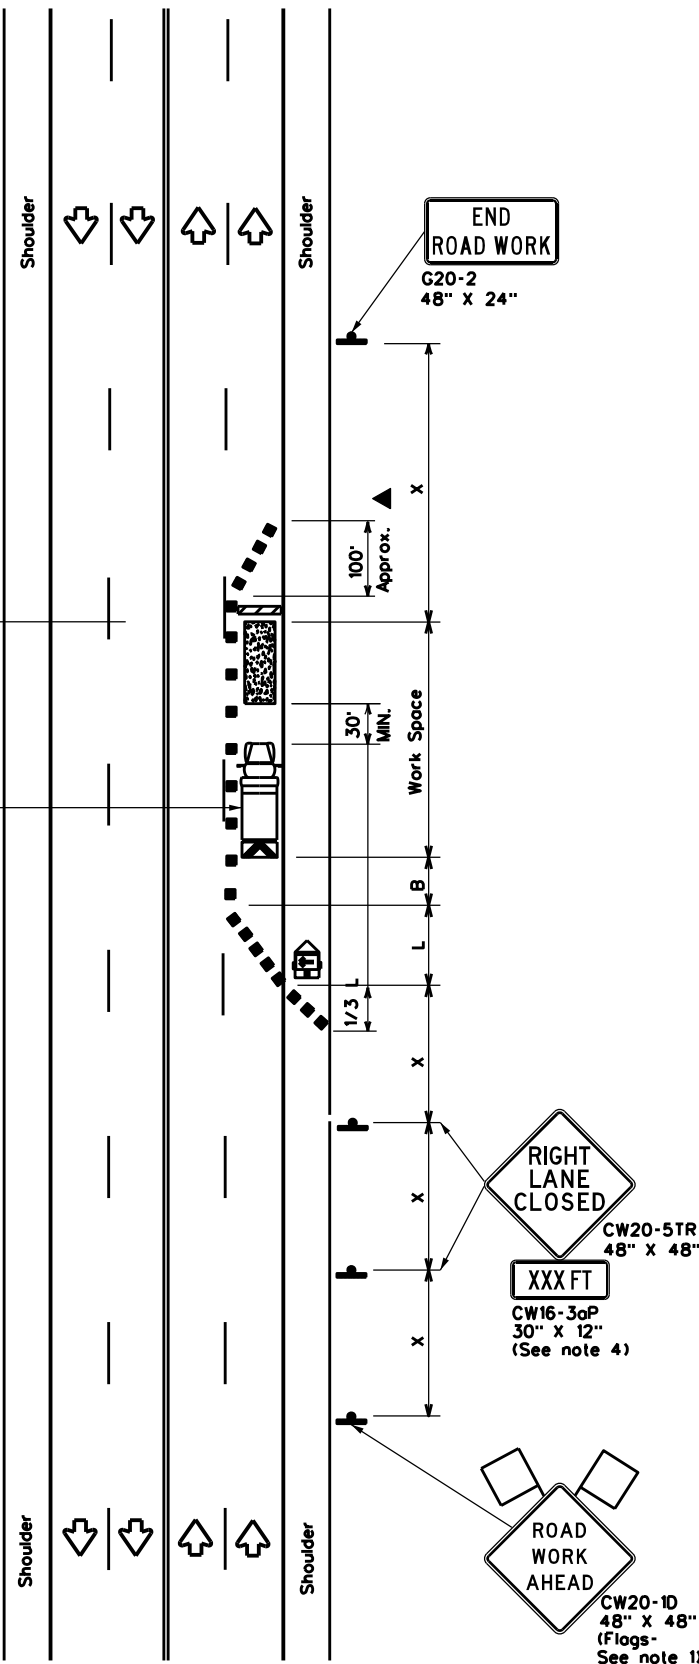 Shoulder
Shoulder
END
ROAD WORK
G20-2
48" X 24"
X
100'
Approx.
30'
MIN.
Work Space
B
L
1/3 L
X
X
RIGHT
LANE
CLOSED
CW20-5TR
48" X 48"
XXX FT
CW16-3aP
30" X 12"
(See note 4)
X
ROAD
WORK
AHEAD
CW20-1D
48" X 48"
(Flags-
See note 1)
Shoulder
Shoulder